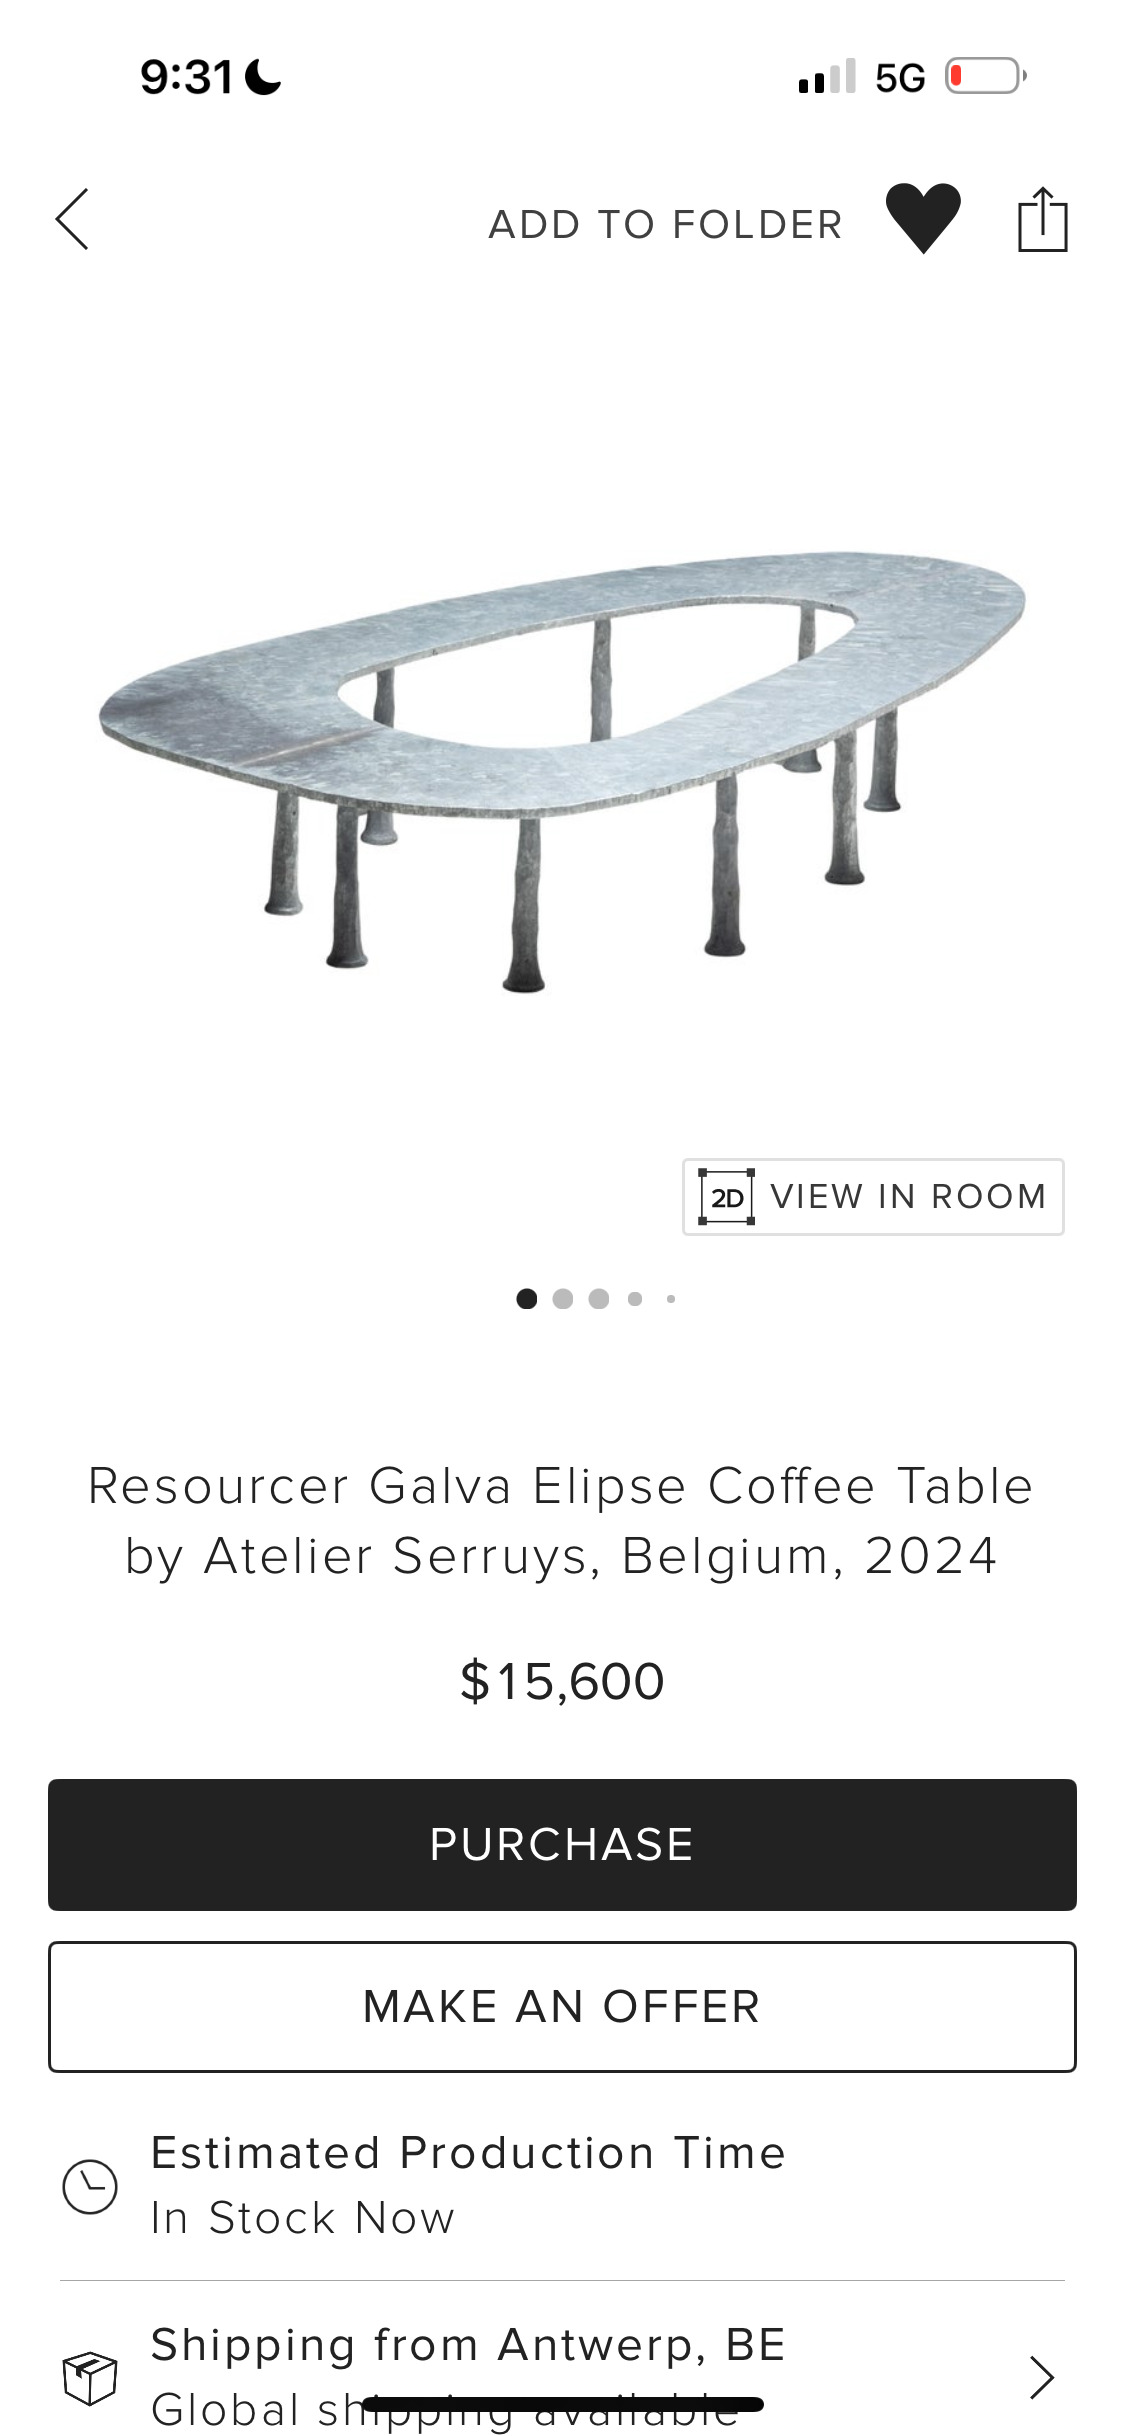 9:31
5G
ADD TO FOLDER
2D VIEW IN ROOM
Resourcer Galva Elipse Coffee Table
by Atelier Serruys, Belgium, 2024
$15,600
PURCHASE
MAKE AN OFFER
Estimated Production Time
In Stock Now
Shipping from Antwerp, BE
Global shipping available